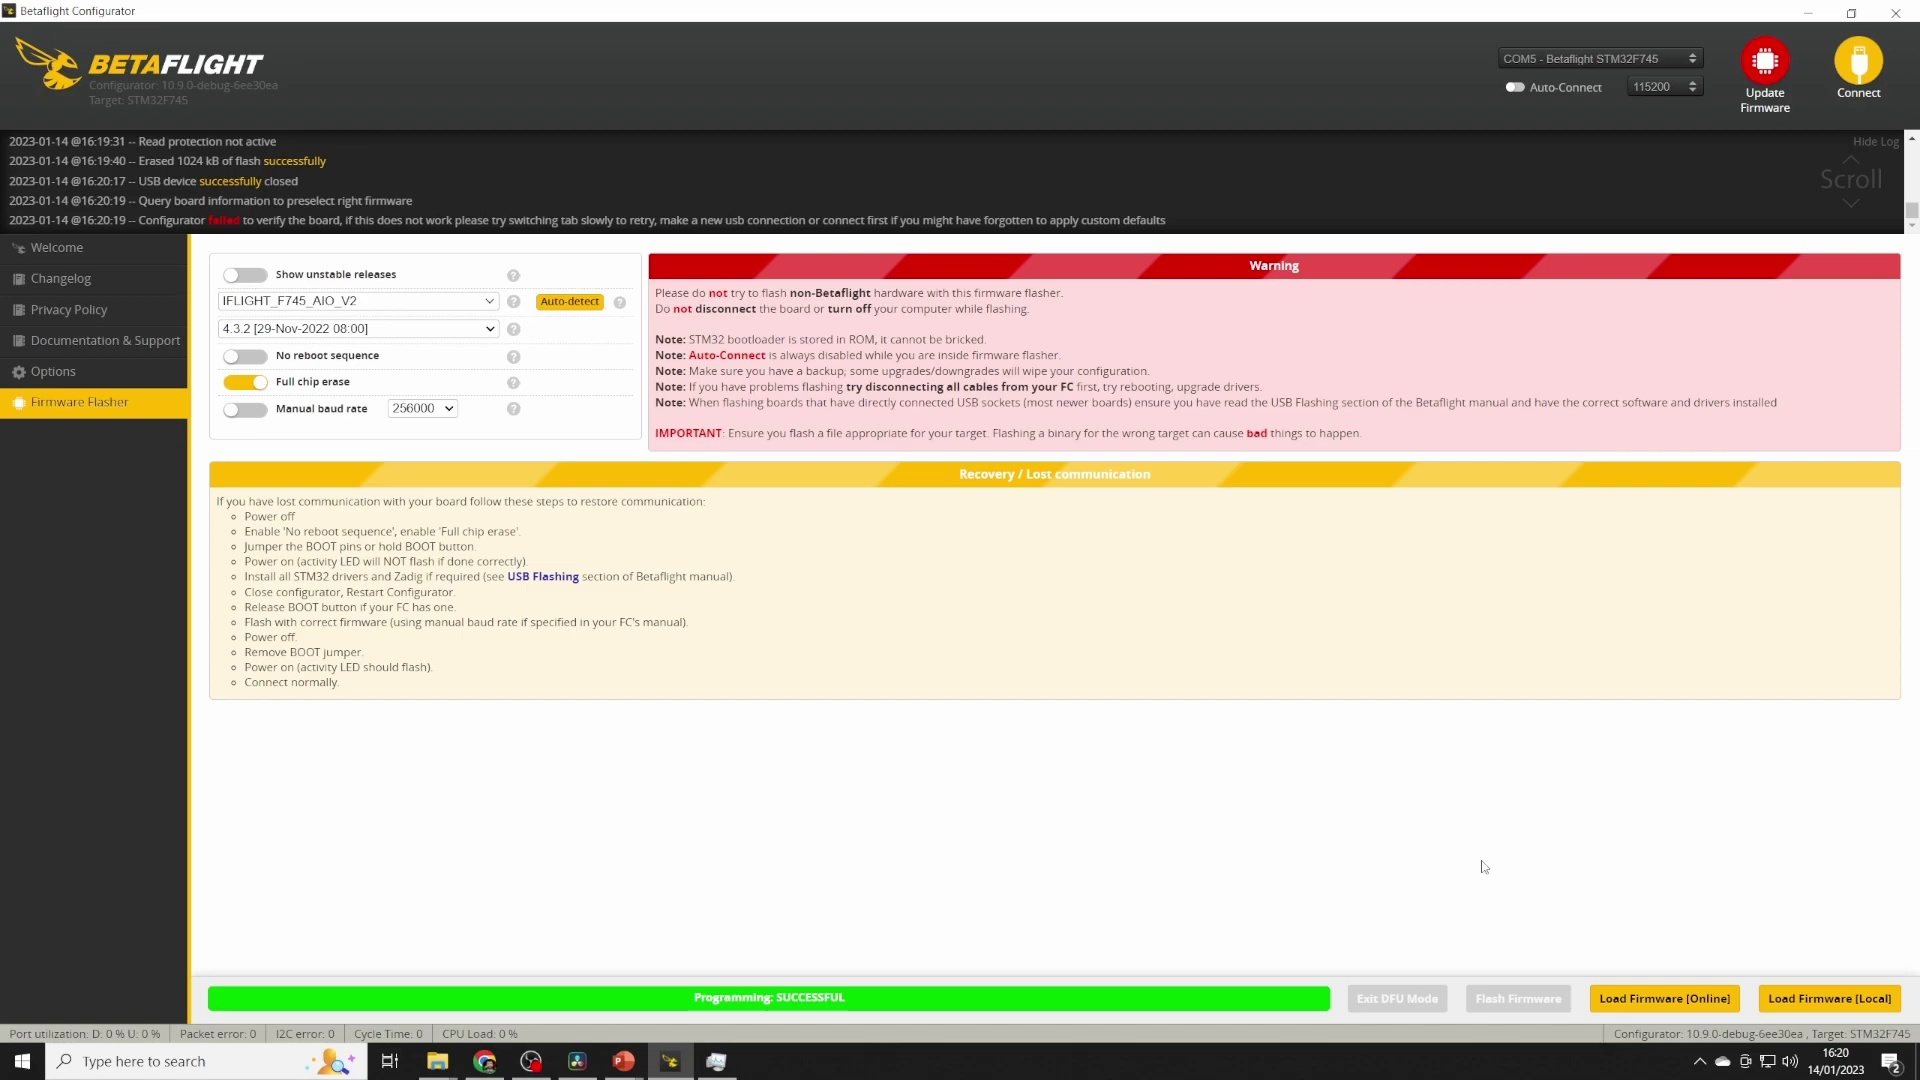 Betaflight Configurator
BETAFLIGHT
Configurator: 10.9.0-debug-6ee30ea
Target: STM32F745
COM5 - Betaflight STM32F745
Auto-Connect
115200
Update
Firmware
Connect
2023-01-14 @16:19:31 -- Read protection not active
2023-01-14 @16:19:40 -- Erased 1024 kB of flash successfully
2023-01-14 @16:20:17 -- USB device successfully closed
2023-01-14 @16:20:19 -- Query board information to preselect right firmware
2023-01-14 @16:20:19 -- Configurator failed to verify the board, if this does not work please try switching tab slowly to retry, make a new usb connection or connect first if you might have forgotten to apply custom defaults
Hide Log
Scroll
Welcome
Changelog
Privacy Policy
Documentation & Support
Options
Firmware Flasher
Show unstable releases
IFLIGHT_F745_AIO_V2
Auto-detect
4.3.2 [29-Nov-2022 08:00]
No reboot sequence
Full chip erase
Manual baud rate
256000
Warning
Please do not try to flash non-Betaflight hardware with this firmware flasher.
Do not disconnect the board or turn off your computer while flashing.
Note: STM32 bootloader is stored in ROM, it cannot be bricked.
Note: Auto-Connect is always disabled while you are inside firmware flasher.
Note: Make sure you have a backup; some upgrades/downgrades will wipe your configuration.
Note: If you have problems flashing try disconnecting all cables from your FC first, try rebooting, upgrade drivers.
Note: When flashing boards that have directly connected USB sockets (most newer boards) ensure you have read the USB Flashing section of the Betaflight manual and have the correct software and drivers installed
IMPORTANT: Ensure you flash a file appropriate for your target. Flashing a binary for the wrong target can cause bad things to happen.
Recovery / Lost communication
If you have lost communication with your board follow these steps to restore communication:
Power off
Enable 'No reboot sequence', enable 'Full chip erase'.
Jumper the BOOT pins or hold BOOT button.
Power on (activity LED will NOT flash if done correctly).
Install all STM32 drivers and Zadig if required (see USB Flashing section of Betaflight manual).
Close configurator, Restart Configurator.
Release BOOT button if your FC has one.
Flash with correct firmware (using manual baud rate if specified in your FC's manual).
Power off.
Remove BOOT jumper.
Power on (activity LED should flash).
Connect normally.
Programming: SUCCESSFUL
Exit DFU Mode
Flash Firmware
Load Firmware [Online]
Load Firmware [Local]
Port utilization: D: 0 % U: 0 %
Packet error: 0
I2C error: 0
Cycle Time: 0
CPU Load: 0 %
Configurator: 10.9.0-debug-6ee30ea , Target: STM32F745
Type here to search
16:20
14/01/2023
2